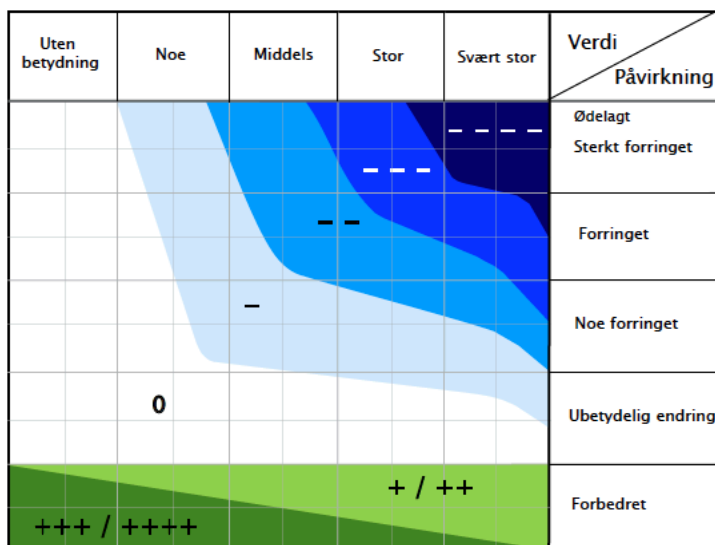 Uten
betydning
Noe
Middels
Stor
Svært stor
Verdi
Påvirkning
Ødelagt
Sterkt forringet
– – – –
– – –
– –
Forringet
–
Noe forringet
0
Ubetydelig endring
+ / ++
Forbedret
+++ / ++++